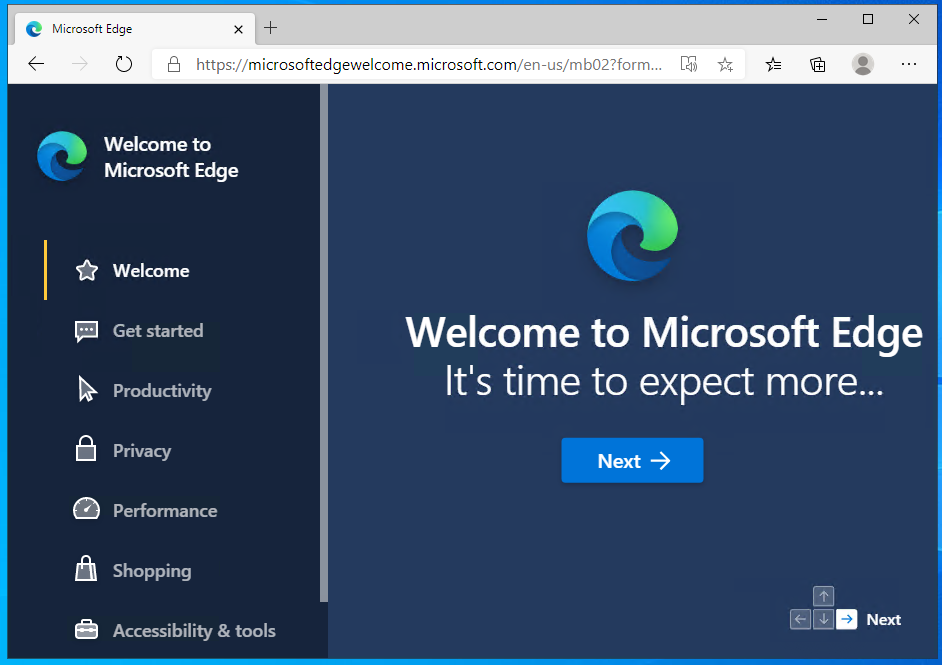 Microsoft Edge
https://microsoftedgewelcome.microsoft.com/en-us/mb02?form...
Welcome to
Microsoft Edge
Welcome
Get started
Productivity
Privacy
Performance
Shopping
Accessibility & tools
Welcome to Microsoft Edge
It's time to expect more...
Next
Next